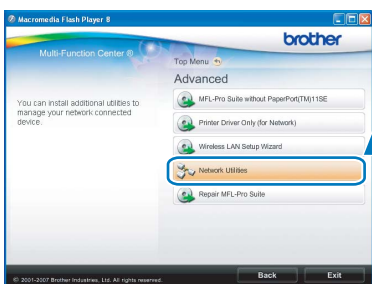 Macromedia Flash Player 8
brother
Multi-Function Center ®
Top Menu
Advanced
You can install additional utilities to
manage your network connected
device.
MFL-Pro Suite without PaperPort(TM)11SE
Printer Driver Only (for Network)
Wireless LAN Setup Wizard
Network Utilities
Repair MFL-Pro Suite
© 2001-2007 Brother Industries, Ltd. All rights reserved.
Back
Exit